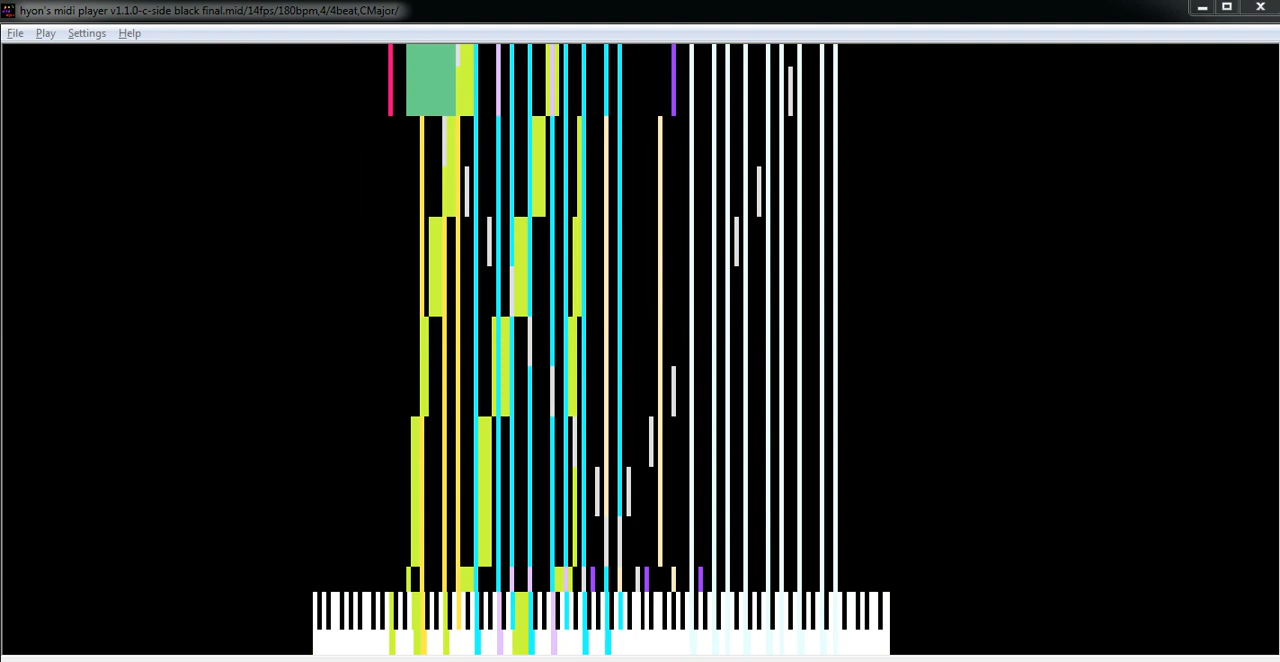 hyon's midi player v1.1.0-c-side black final.mid/14fps/180bpm,4/4beat,CMajor/
File Play Settings Help